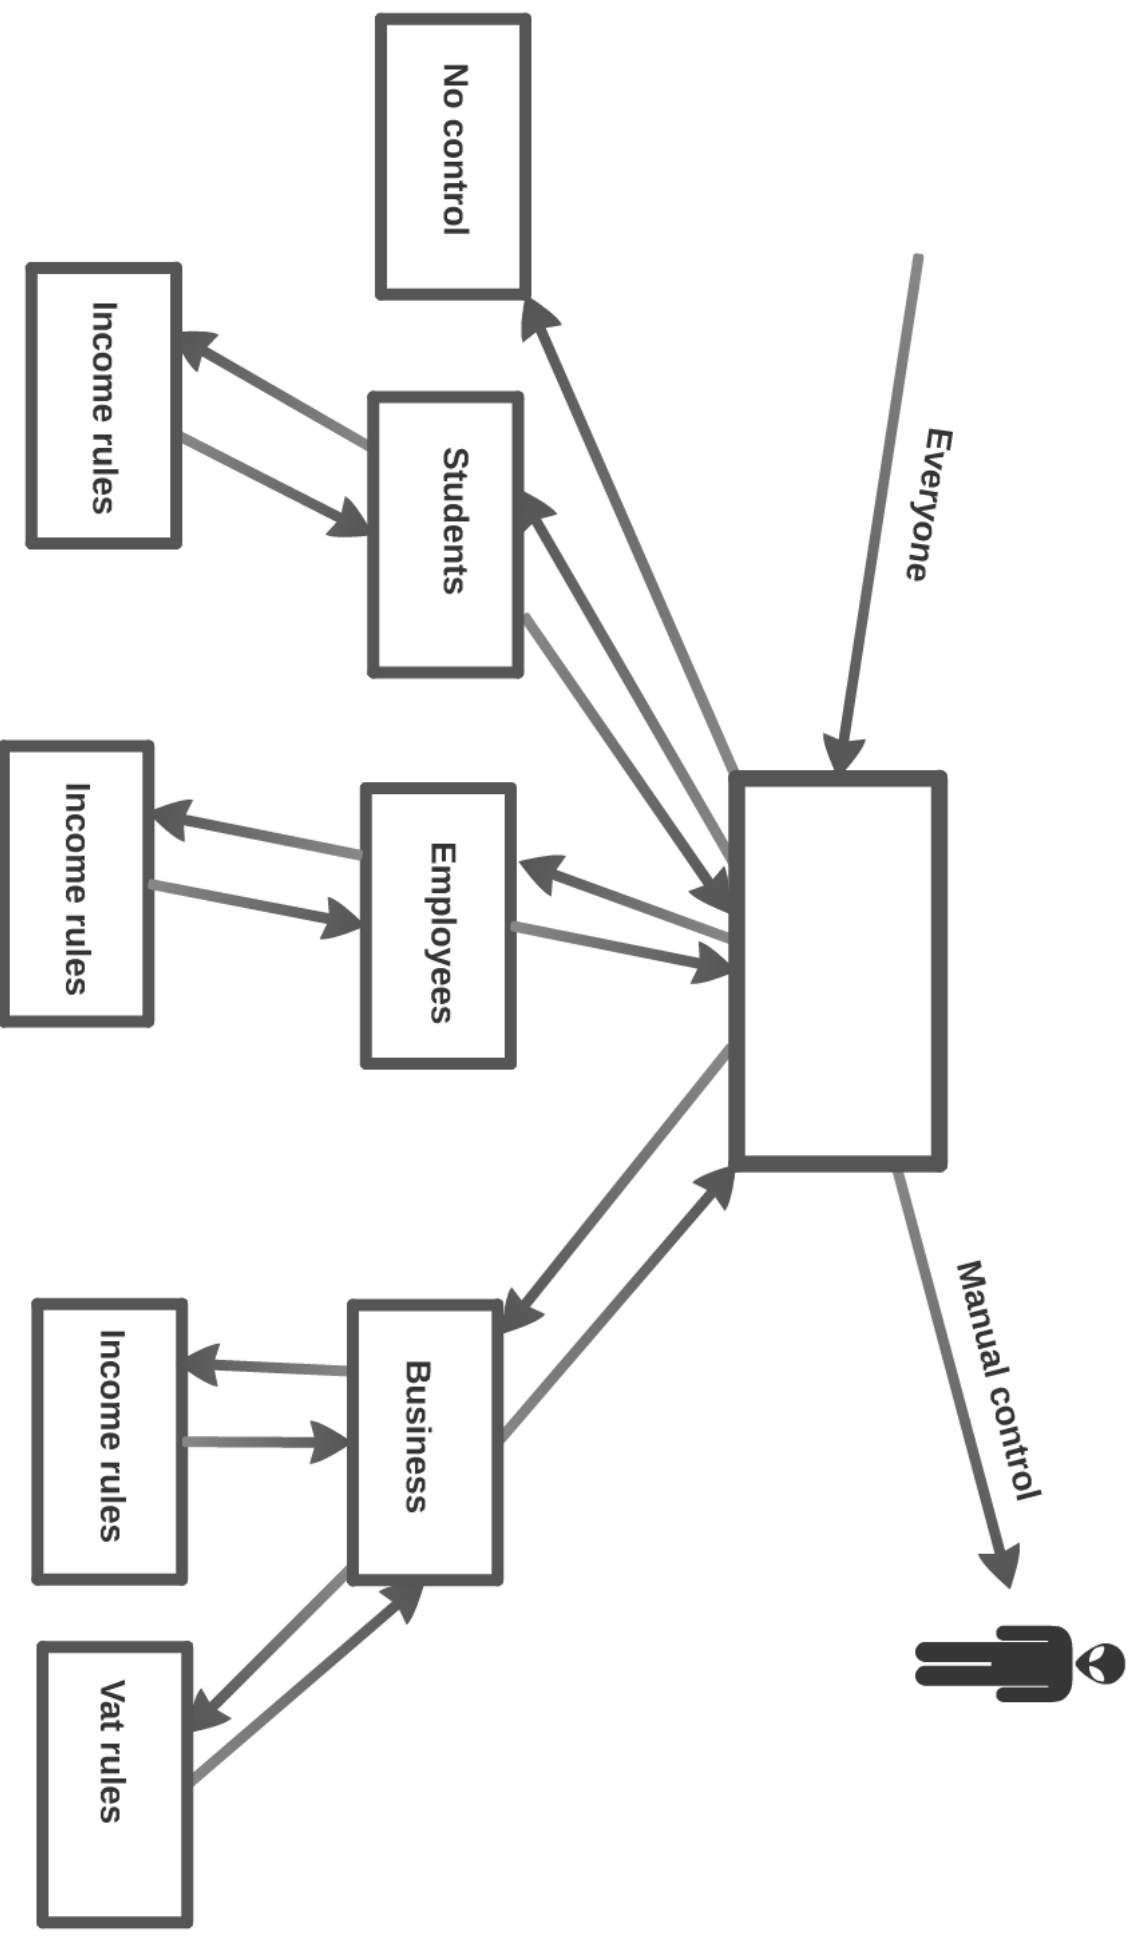 Everyone
Manual control
No control
Students
Employees
Business
Income rules
Income rules
Income rules
Vat rules